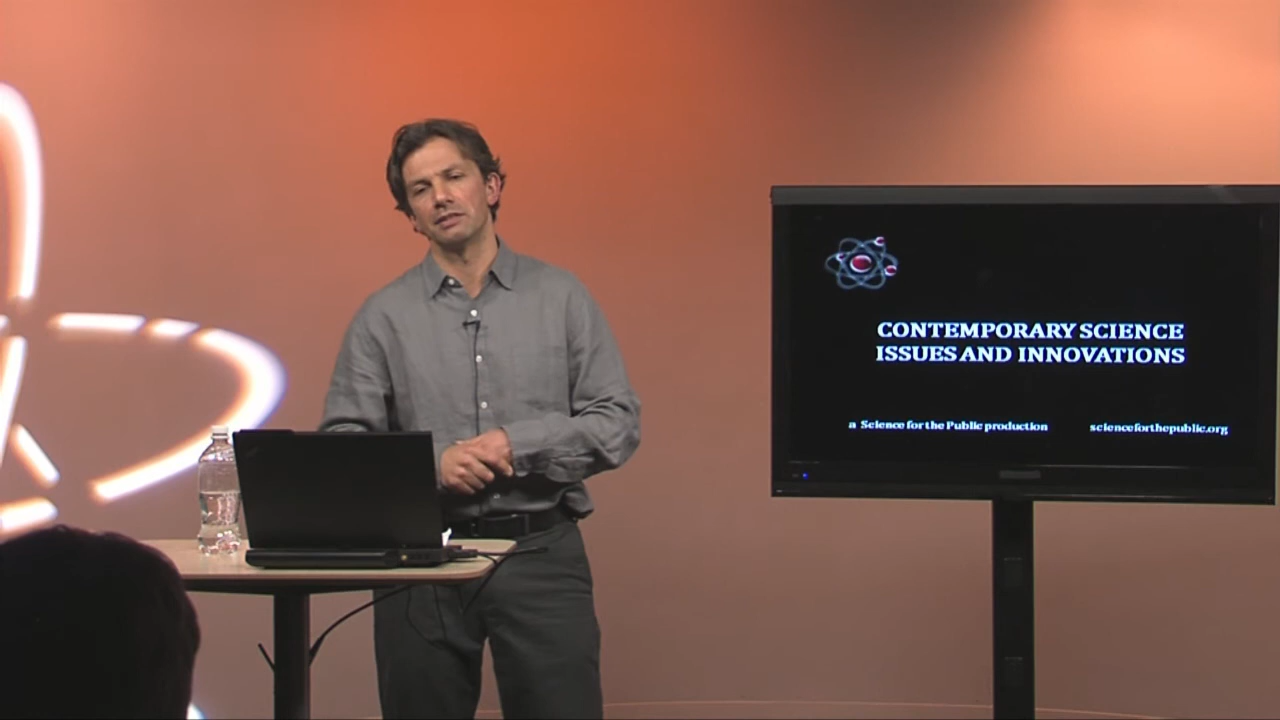 CONTEMPORARY SCIENCE
ISSUES AND INNOVATIONS
a Science for the Public production
scienceforthepublic.org